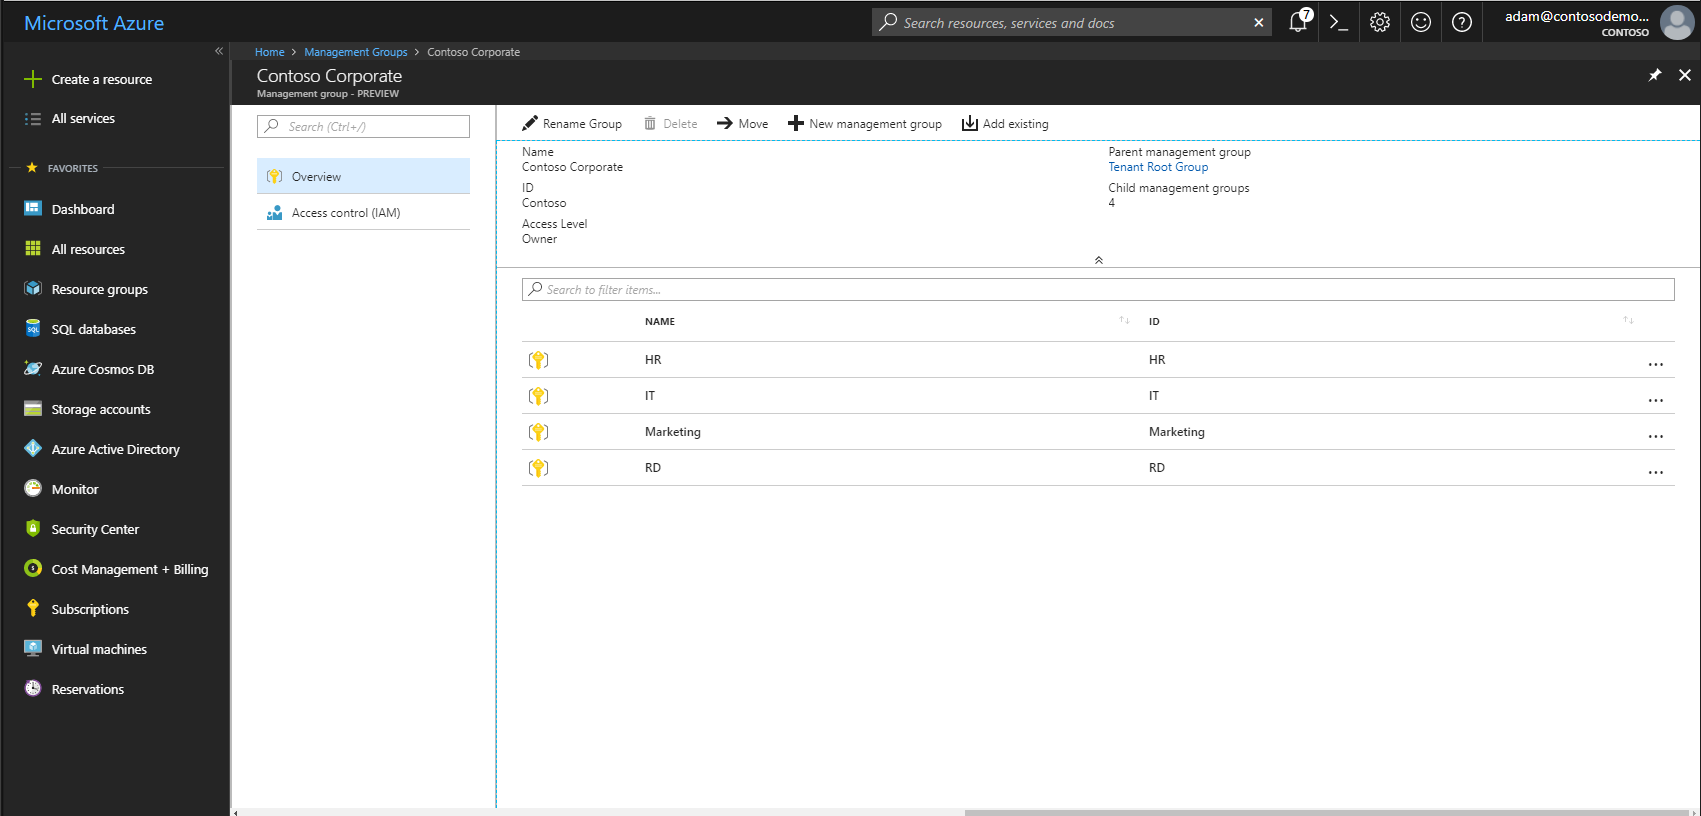 Microsoft Azure
Search resources, services and docs
7
adam@contosodemo...
CONTOSO
Create a resource
All services
FAVORITES
Dashboard
All resources
Resource groups
SQL databases
Azure Cosmos DB
Storage accounts
Azure Active Directory
Monitor
Security Center
Cost Management + Billing
Subscriptions
Virtual machines
Reservations
Home > Management Groups > Contoso Corporate
Contoso Corporate
Management group - PREVIEW
Search (Ctrl+/)
Overview
Access control (IAM)
Rename Group Delete Move New management group Add existing
Name
Contoso Corporate
ID
Contoso
Access Level
Owner
Parent management group
Tenant Root Group
Child management groups
4
Search to filter items...
NAME ID
HR HR ...
IT IT ...
Marketing Marketing ...
RD RD ...